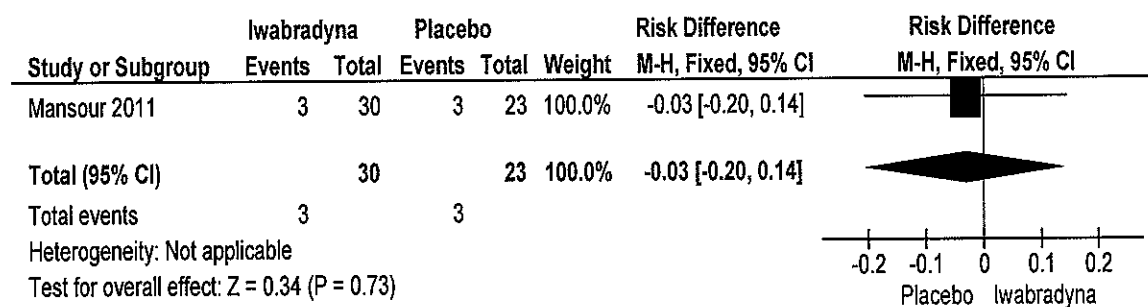 Iwabradyna Placebo Risk Difference Risk Difference
Study or Subgroup Events Total Events Total Weight M-H, Fixed, 95% CI M-H, Fixed, 95% CI
Mansour 2011 3 30 3 23 100.0% -0.03 [-0.20, 0.14]
Total (95% CI) 30 23 100.0% -0.03 [-0.20, 0.14]
Total events 3 3
Heterogeneity: Not applicable
Test for overall effect: Z = 0.34 (P = 0.73)
-0.2 -0.1 0 0.1 0.2
Placebo Iwabradyna